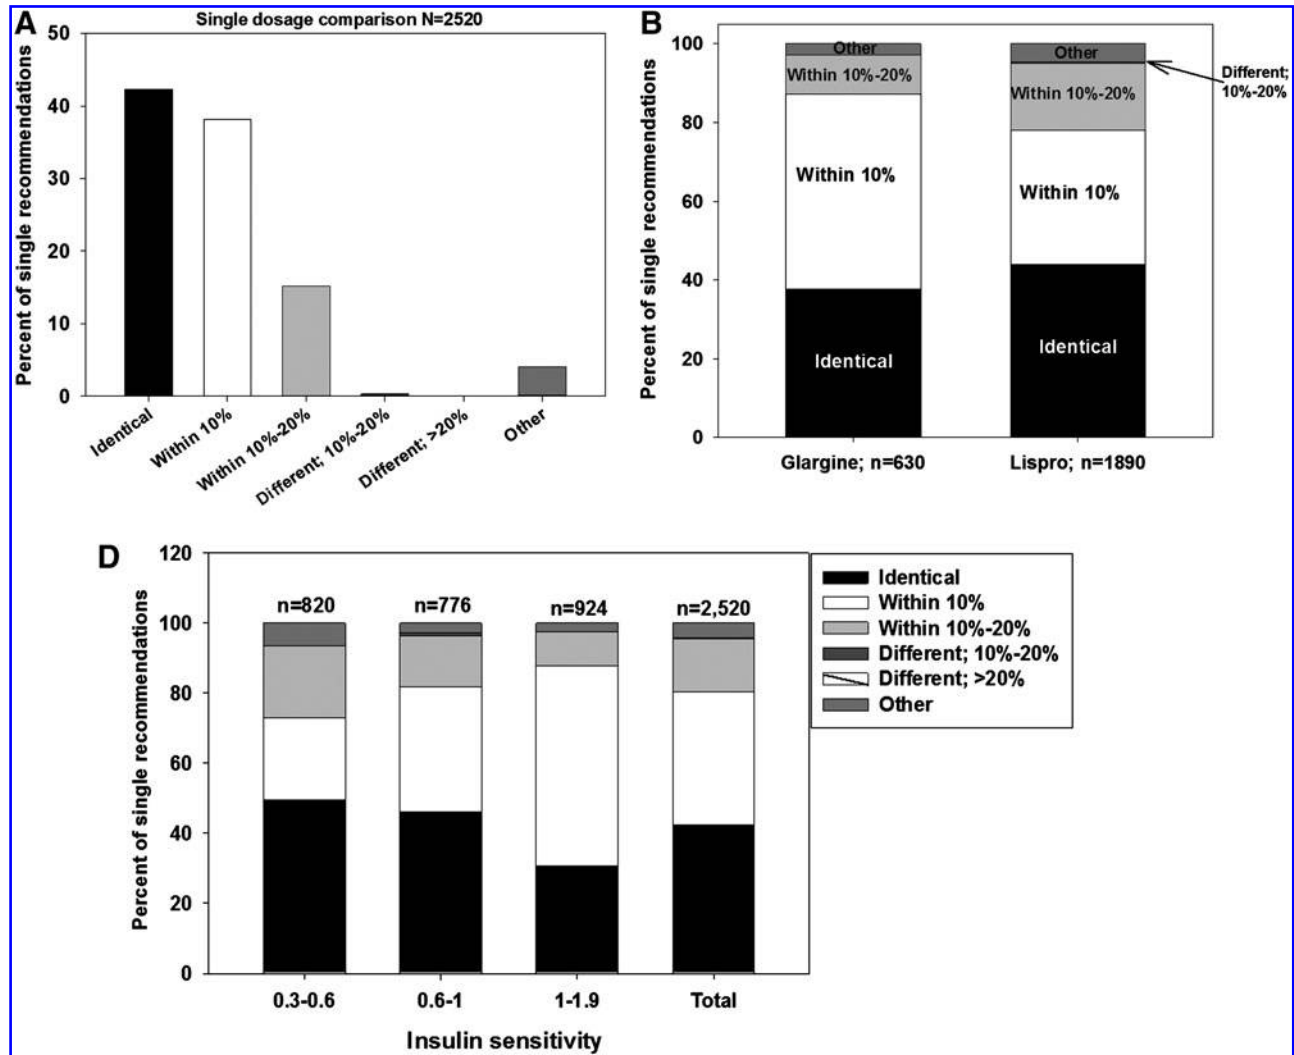 A
Single dosage comparison N=2520
Percent of single recommendations
50
40
30
20
10
0
Identical
Within 10%
Within 10%-20%
Different; 10%-20%
Different; >20%
Other
B
Percent of single recommendations
100
80
60
40
20
0
Other
Within 10%-20%
Within 10%
Identical
Other
Within 10%-20%
Within 10%
Identical
Different;
10%-20%
Glargine; n=630
Lispro; n=1890
D
Percent of single recommendations
120
100
80
60
40
20
0
n=820
n=776
n=924
n=2,520
0.3-0.6
0.6-1
1-1.9
Total
Insulin sensitivity
Identical
Within 10%
Within 10%-20%
Different; 10%-20%
Different; >20%
Other